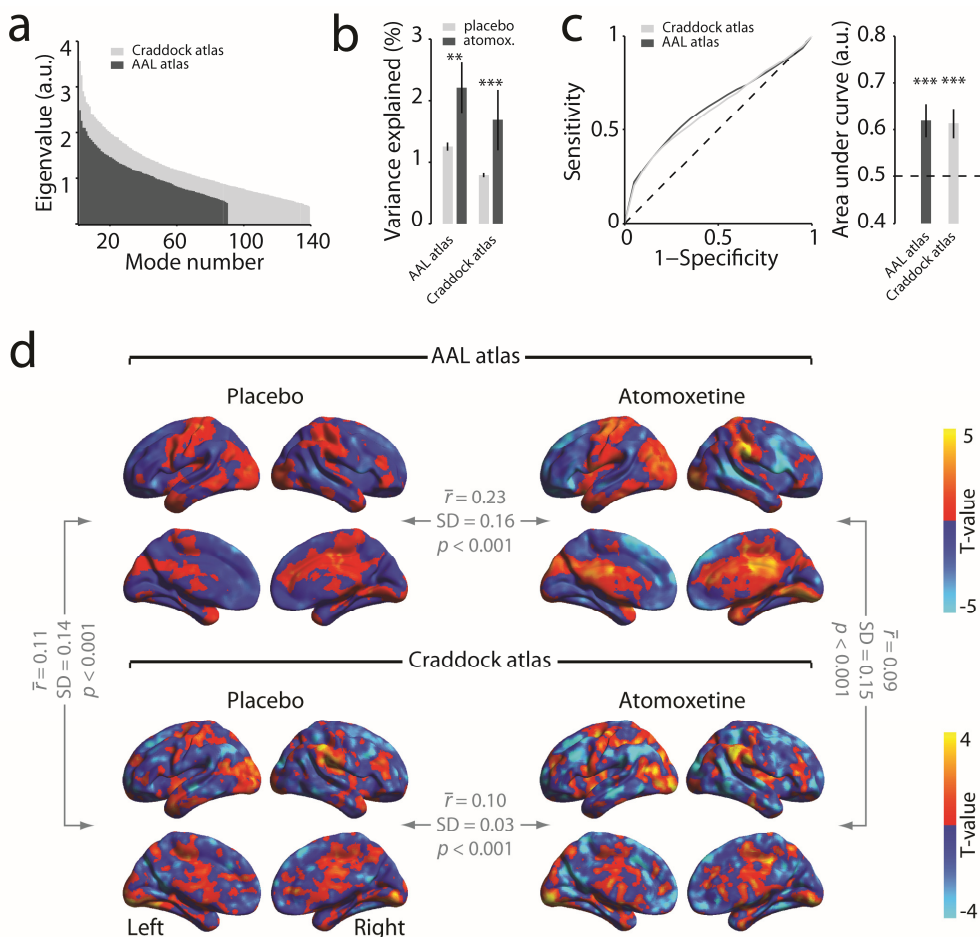 a
Eigenvalue (a.u.)
4
3
2
1
Craddock atlas
AAL atlas
20
60
100
140
Mode number
b
Variance explained (%)
3
2
1
0
placebo
atomox.
**
***
AAL atlas
Craddock atlas
c
Sensitivity
1
0.5
0
Craddock atlas
AAL atlas
0
0.5
1
1−Specificity
Area under curve (a.u.)
0.8
0.7
0.6
0.5
0.4
*** ***
AAL atlas
Craddock atlas
d
AAL atlas
Placebo
Atomoxetine
r̅ = 0.23
SD = 0.16
p < 0.001
5
T-value
-5
r̅ = 0.11
SD = 0.14
p < 0.001
r̅ = 0.09
SD = 0.15
p < 0.001
Craddock atlas
Placebo
Atomoxetine
r̅ = 0.10
SD = 0.03
p < 0.001
4
T-value
-4
Left
Right